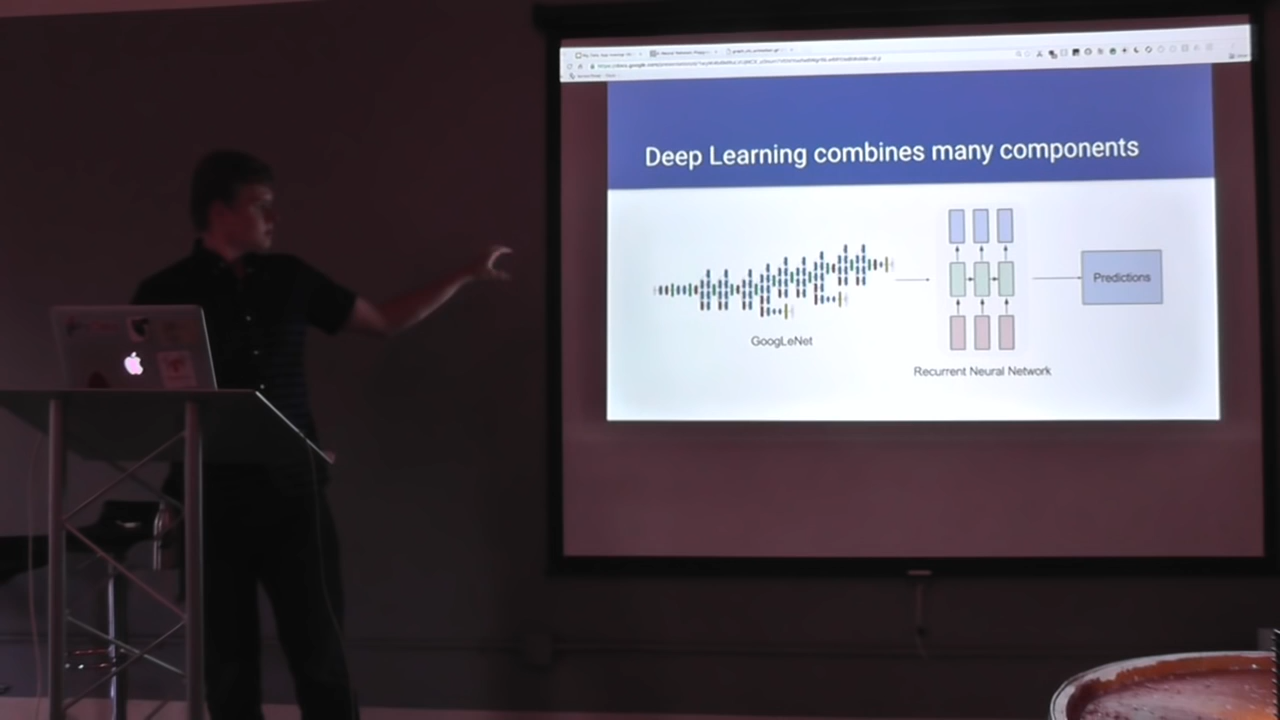 Deep Learning combines many components
GoogLeNet
Recurrent Neural Network
Predictions